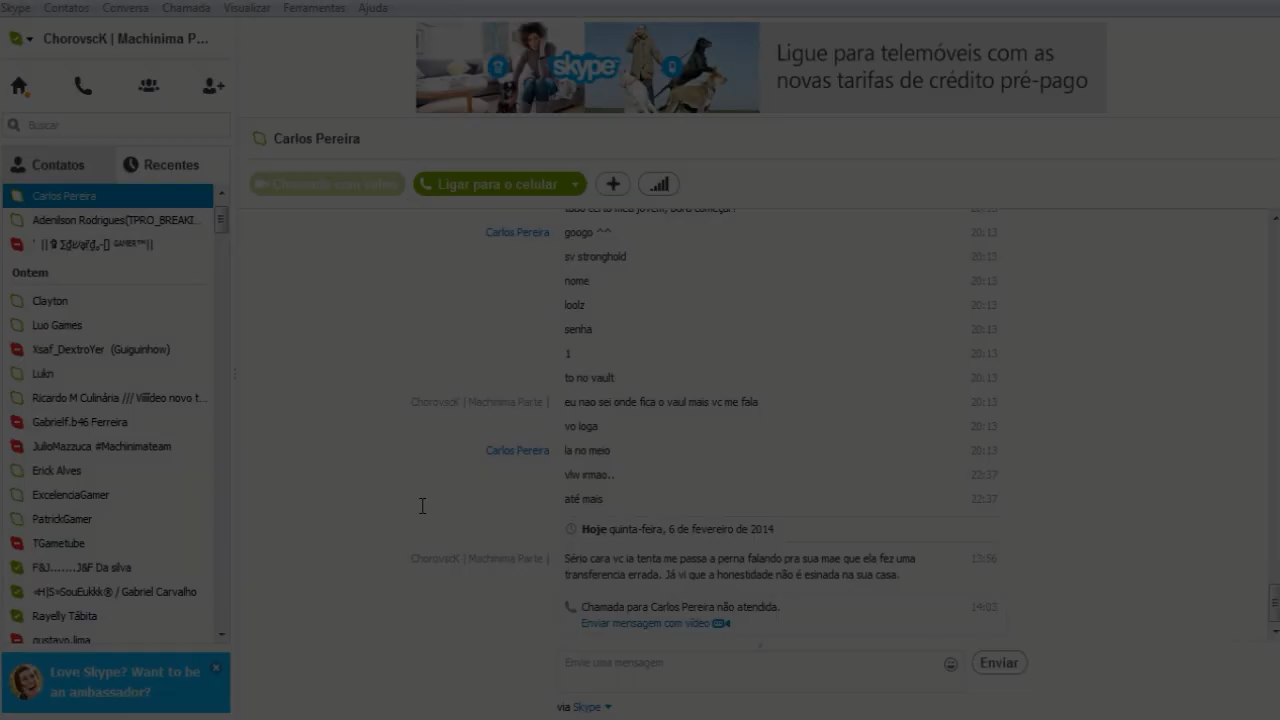 Skype Contatos Conversa Chamada Visualizar Ferramentas Ajuda
ChorovscK | Machinima P...
Buscar
Contatos
Recentes
Carlos Pereira
Adenilson Rodrigues(TPRO_BREAKI...
Ontem
Clayton
Luo Games
Xsaf_DextroYer (Guiguinhow)
Lukn
Ricardo M Culinária /// Víííídeo novo t...
Gabrielf.b46 Ferreira
JulioMazzuca #Machinimateam
Erick Alves
ExcelenciaGamer
PatrickGamer
TGametube
F&J.......J&F Da silva
=H|S=SouEukkk® / Gabriel Carvalho
Rayelly Tábita
gustavo.lima
Love Skype? Want to be
an ambassador?
skype
Ligue para telemóveis com as
novas tarifas de crédito pré-pago
Carlos Pereira
Chamada com vídeo
Ligar para o celular
Carlos Pereira googo ^^ 20:13
sv stronghold 20:13
nome 20:13
loolz 20:13
senha 20:13
1 20:13
to no vault 20:13
ChorovscK | Machinima Parte | eu nao sei onde fica o vaul mais vc me fala 20:13
vo loga 20:13
Carlos Pereira la no meio 20:13
vlw irmao.. 22:37
até mais 22:37
Hoje quinta-feira, 6 de fevereiro de 2014
ChorovscK | Machinima Parte | Sério cara vc ia tenta me passa a perna falando pra sua mae que ela fez uma 13:56
transferencia errada. Já vi que a honestidade não é esinada na sua casa.
Chamada para Carlos Pereira não atendida. 14:03
Enviar mensagem com vídeo
Envie uma mensagem
Enviar
via Skype